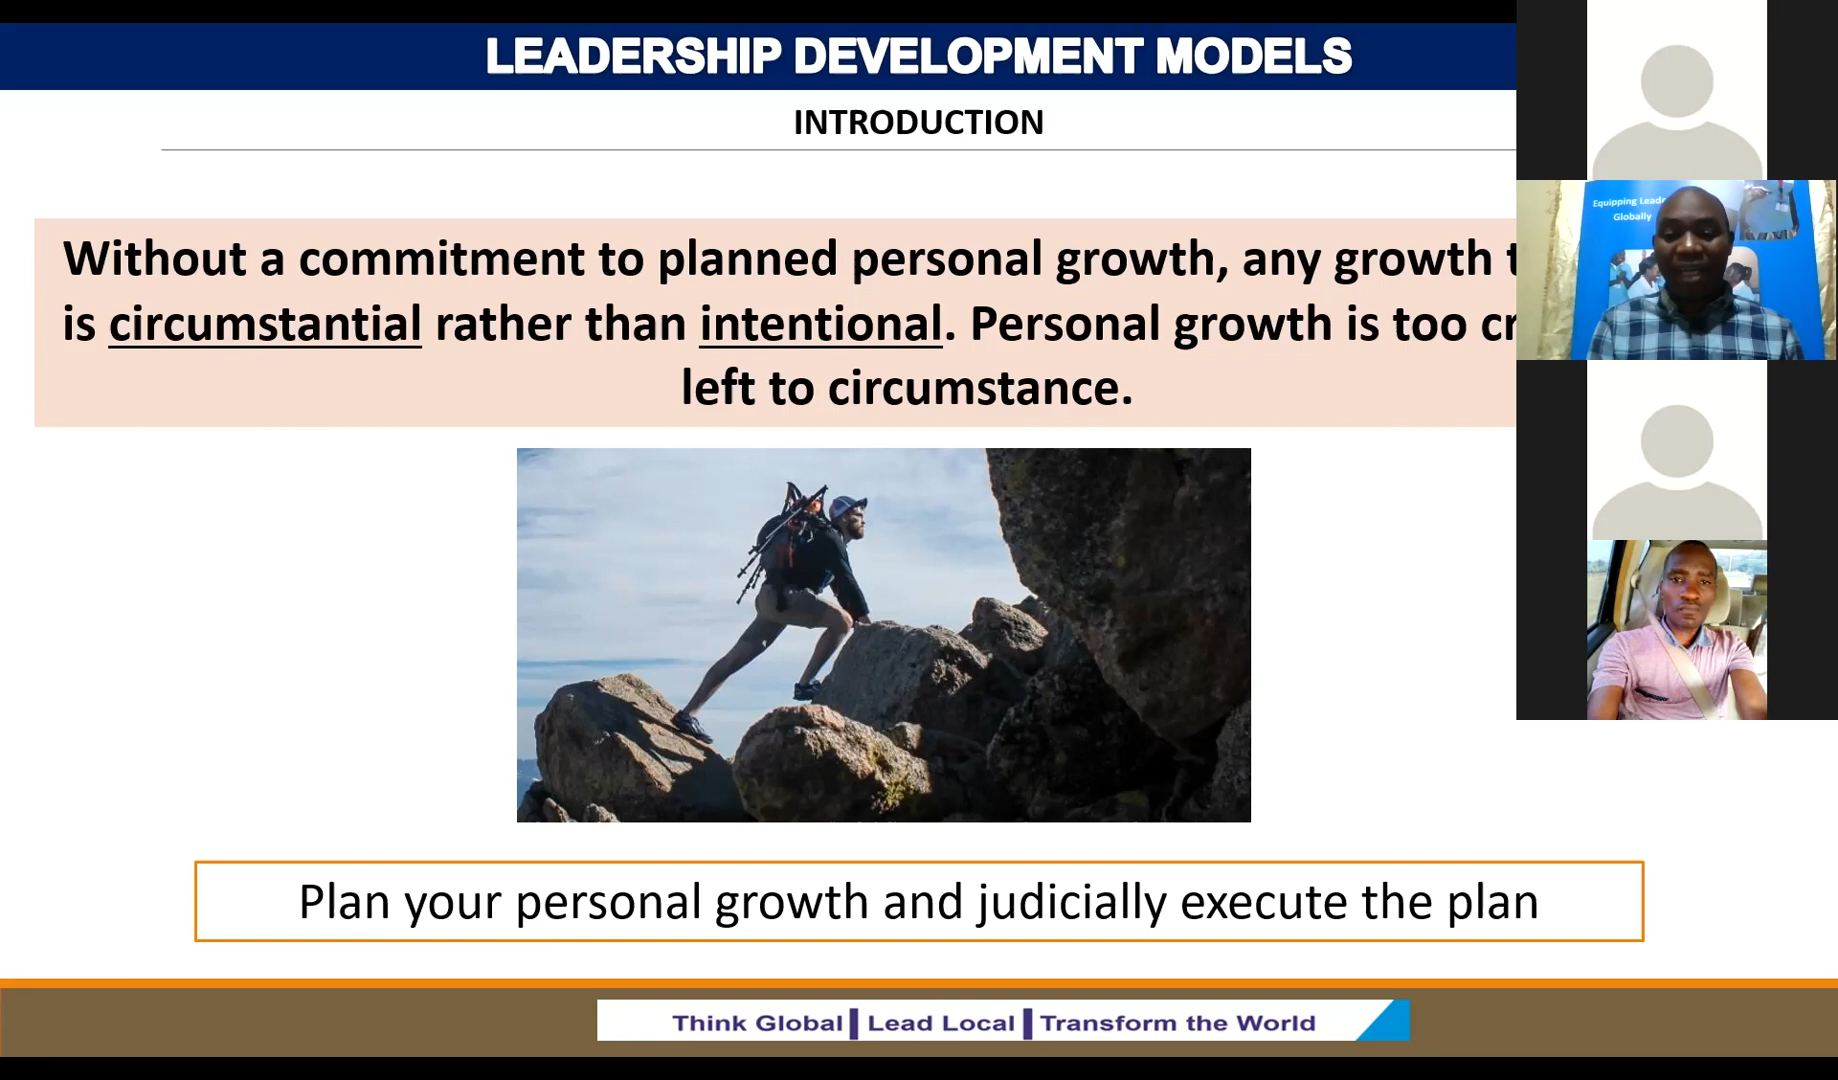 LEADERSHIP DEVELOPMENT MODELS
INTRODUCTION
Without a commitment to planned personal growth, any growth
is circumstantial rather than intentional. Personal growth is too
left to circumstance.
Equipping
Globally
Plan your personal growth and judicially execute the plan
Think Global Lead Local Transform the World